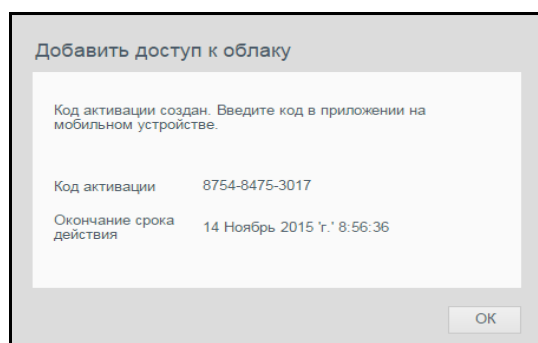 Добавить доступ к облаку
Код активации создан. Введите код в приложении на
мобильном устройстве.
Код активации 8754-8475-3017
Окончание срока
действия 14 Ноябрь 2015 'г.' 8:56:36
ОК